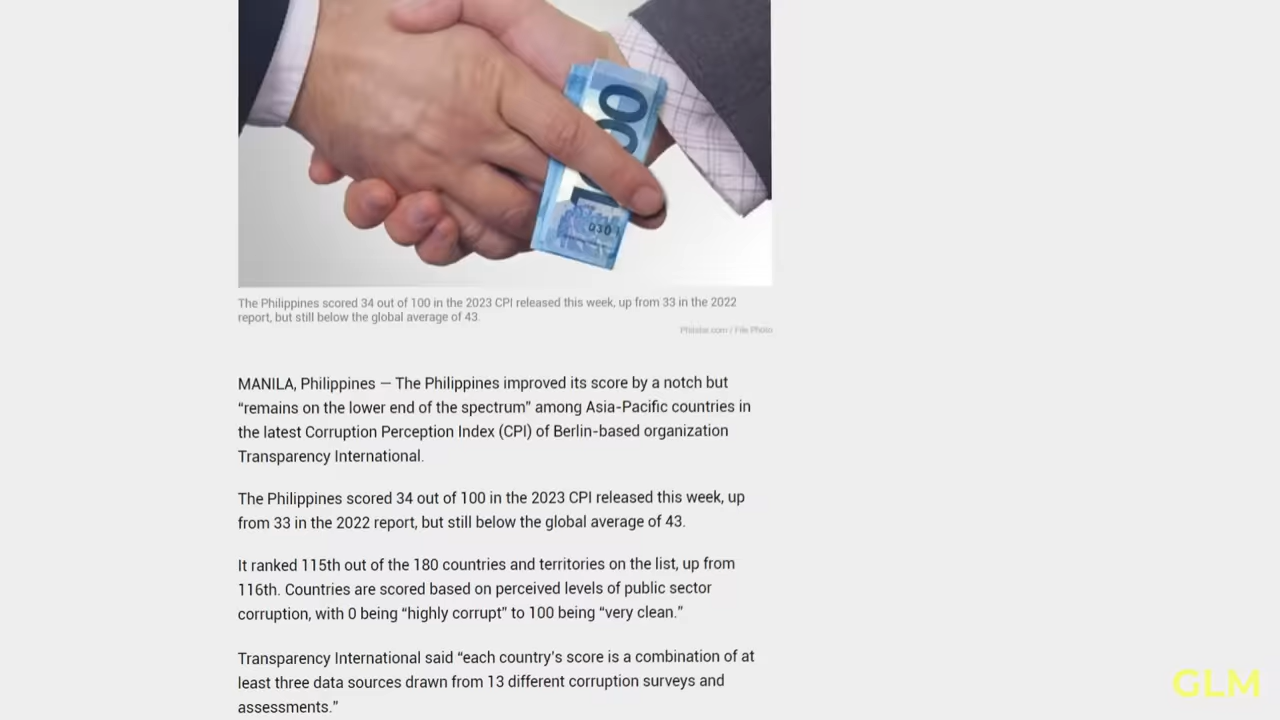 1000
030
The Philippines scored 34 out of 100 in the 2023 CPI released this week, up from 33 in the 2022
report, but still below the global average of 43.
Philstar.com / File Photo
MANILA, Philippines — The Philippines improved its score by a notch but
“remains on the lower end of the spectrum” among Asia-Pacific countries in
the latest Corruption Perception Index (CPI) of Berlin-based organization
Transparency International.
The Philippines scored 34 out of 100 in the 2023 CPI released this week, up
from 33 in the 2022 report, but still below the global average of 43.
It ranked 115th out of the 180 countries and territories on the list, up from
116th. Countries are scored based on perceived levels of public sector
corruption, with 0 being “highly corrupt” to 100 being “very clean.”
Transparency International said “each country’s score is a combination of at
least three data sources drawn from 13 different corruption surveys and
assessments.”
GLM